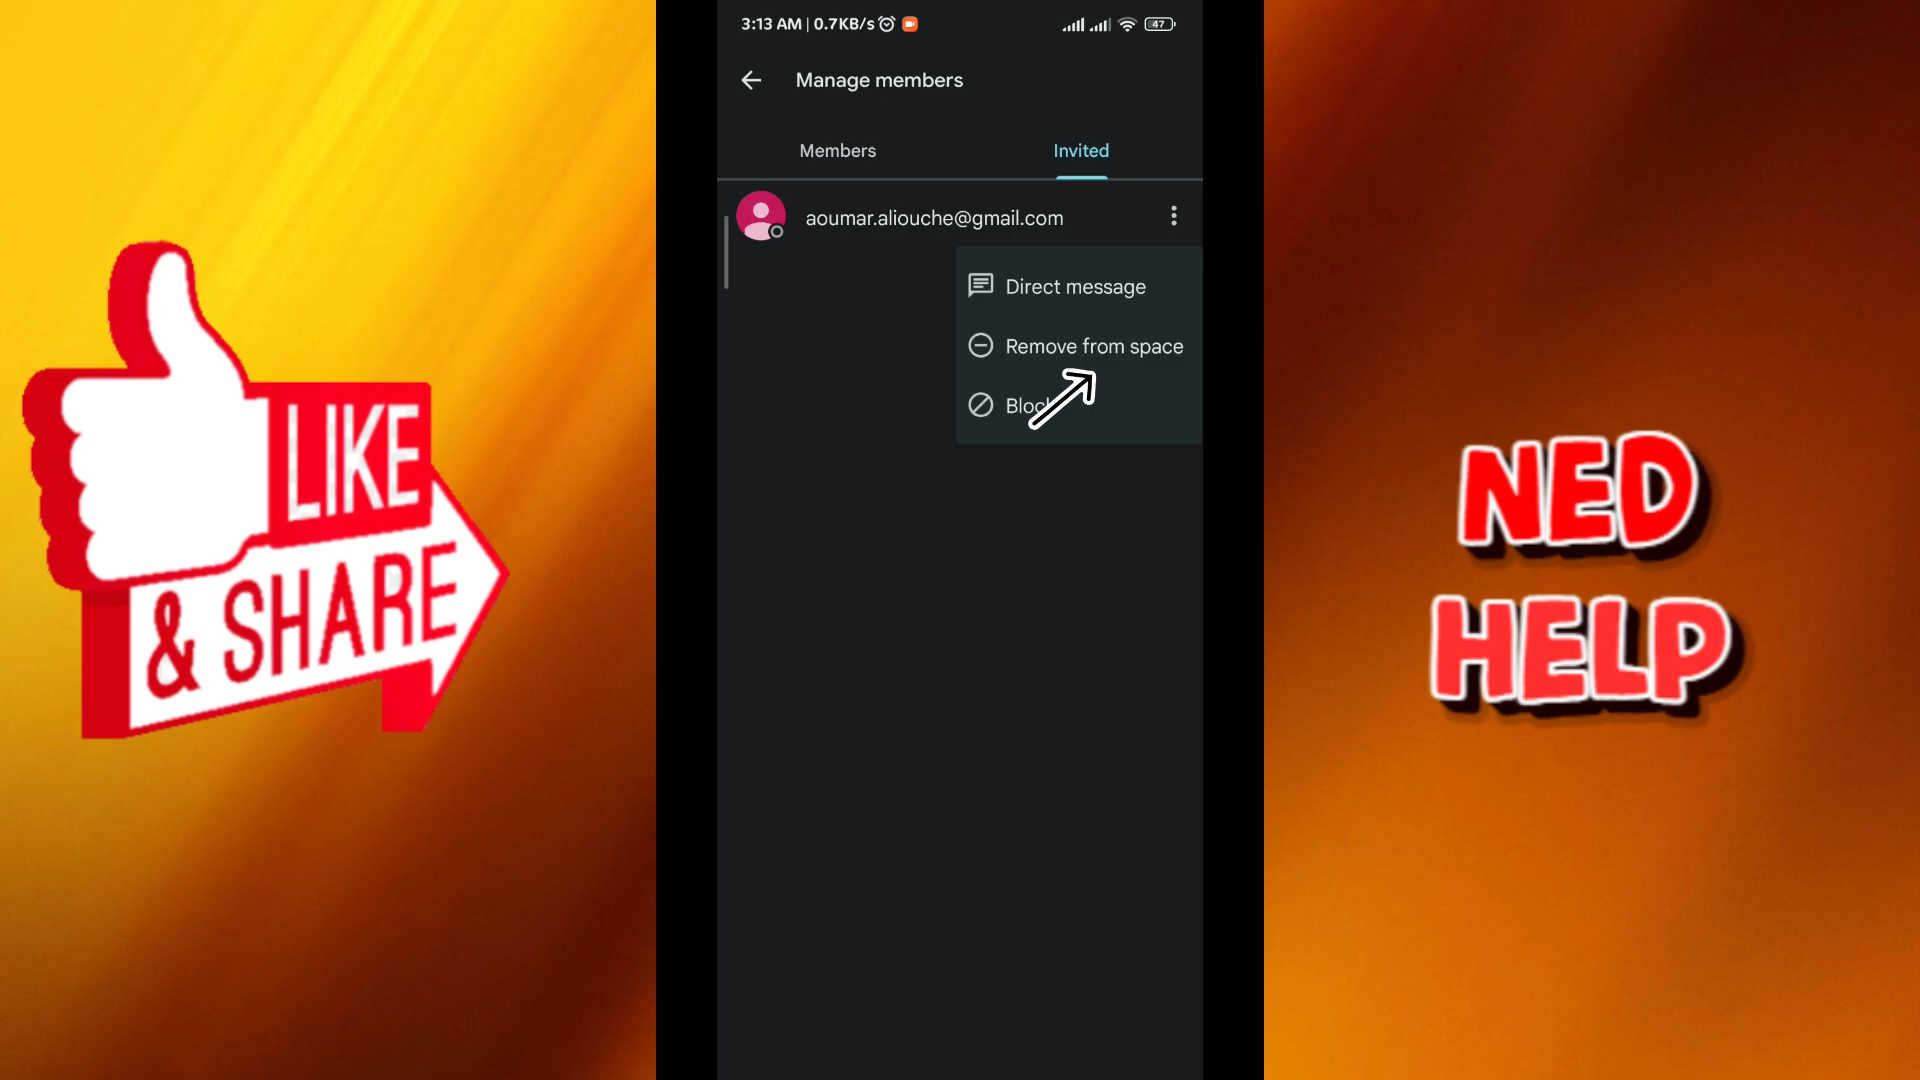 3:13 AM | 0.7KB/s
47
Manage members
Members
Invited
aoumar.aliouche@gmail.com
Direct message
Remove from space
LIKE
& SHARE
NED
HELP